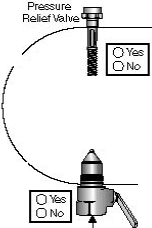 Pressure
Relief Valve
Yes
No
Yes
No